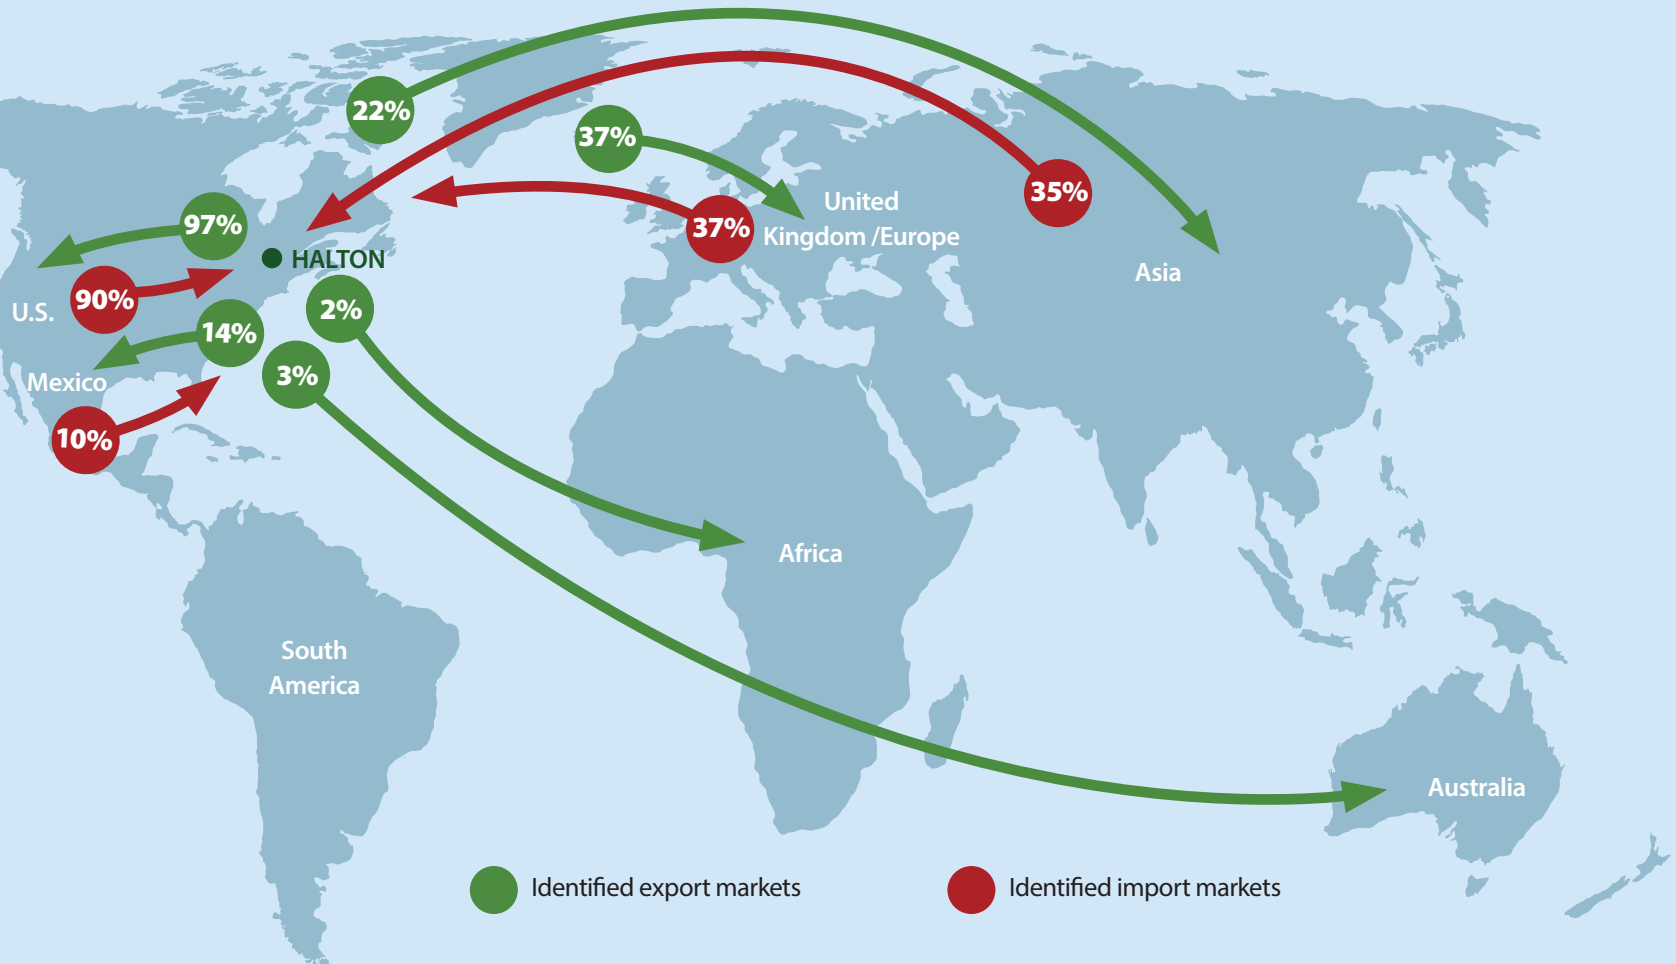 22%
37%
35%
97%
United
37%
Kingdom /Europe
HALTON
Asia
90%
U.S.
2%
14%
3%
Mexico
10%
Africa
South
America
Australia
Identified export markets
Identified import markets